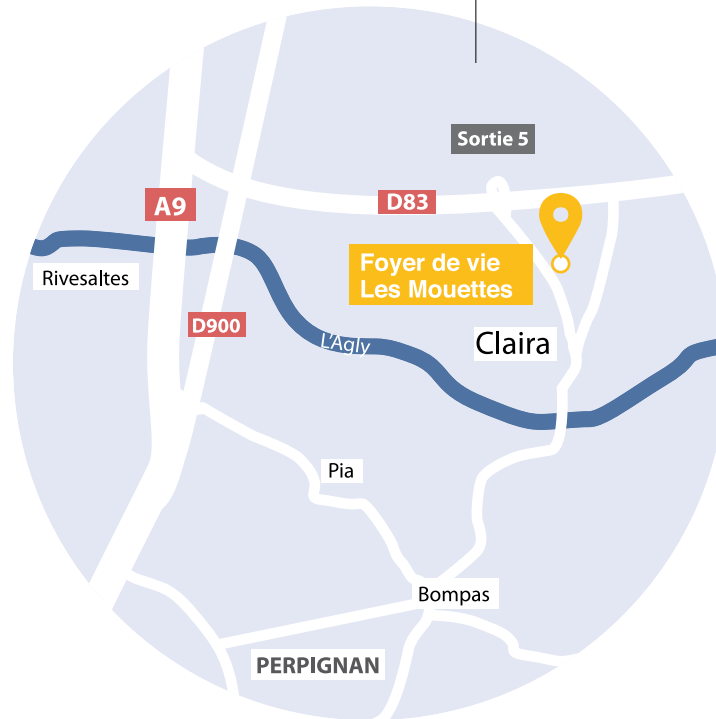 Sortie 5
A9
D83
Foyer de vie
Les Mouettes
Rivesaltes
D900
L'Agly
Claira
Pia
Bompas
PERPIGNAN